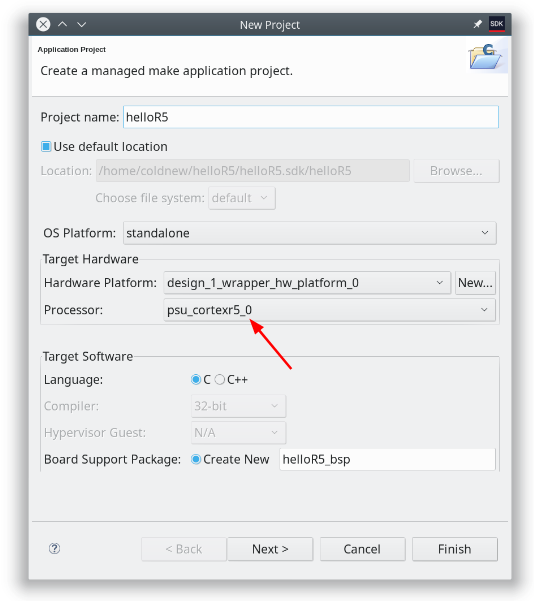 New Project
SDK
Application Project
Create a managed make application project.
Project name: helloR5
Use default location
Location: /home/coldnew/helloR5/helloR5.sdk/helloR5 Browse...
Choose file system: default
OS Platform: standalone
Target Hardware
Hardware Platform: design_1_wrapper_hw_platform_0 New...
Processor: psu_cortexr5_0
Target Software
Language: C C++
Compiler: 32-bit
Hypervisor Guest: N/A
Board Support Package: Create New helloR5_bsp
? < Back Next > Cancel Finish